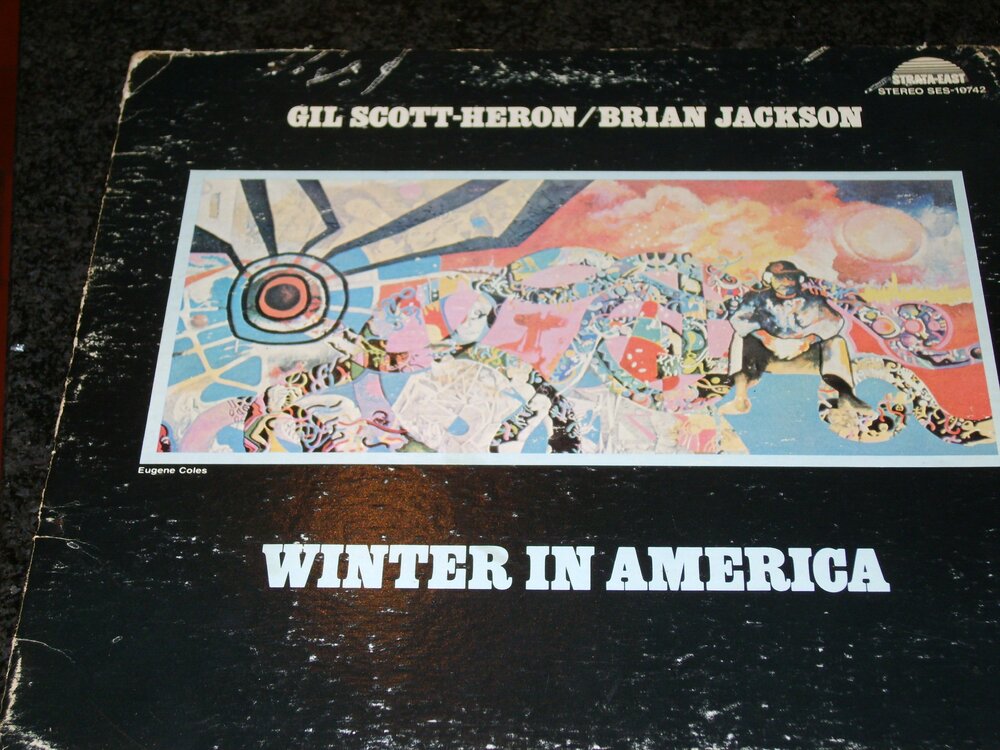 STRATA-EAST
STEREO SES-19742
GIL SCOTT-HERON/BRIAN JACKSON
Eugene Coles
WINTER IN AMERICA